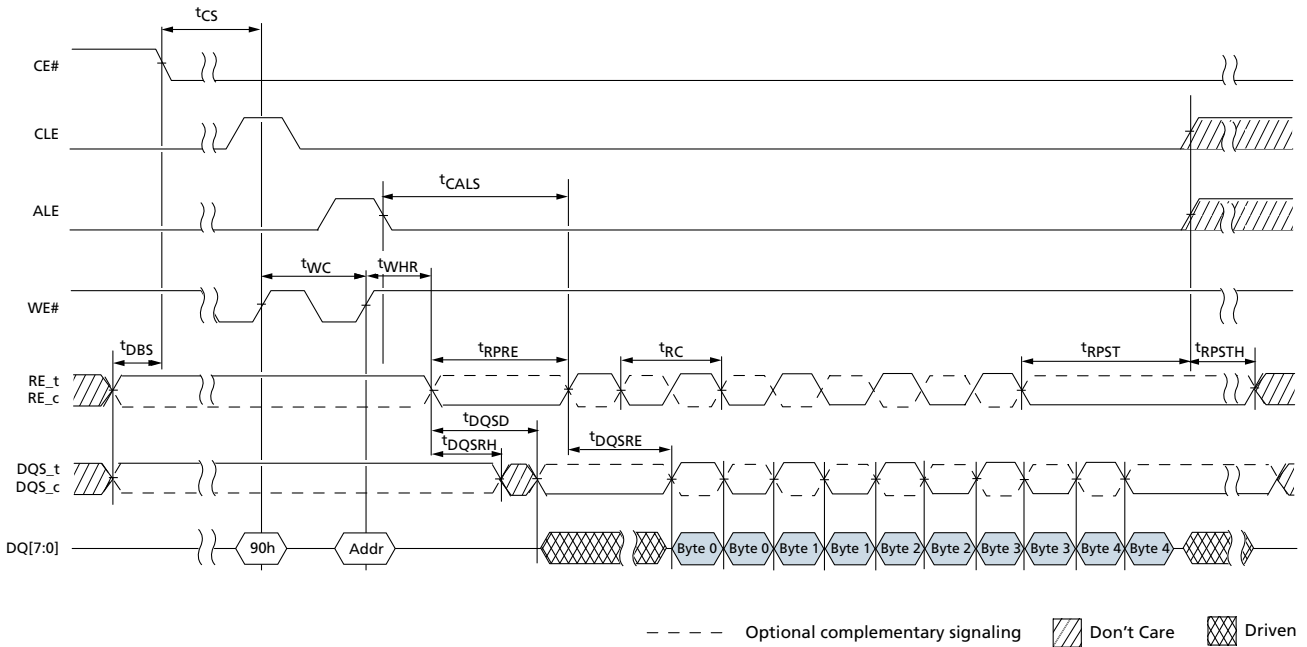 tCS
CE#
CLE
tCALS
ALE
tWC tWHR
WE#
tDBS tRPRE tRC tRPST tRPSTH
RE_t
RE_c
tDQSD
tDQSRH tDQSRE
DQS_t
DQS_c
DQ[7:0] 90h Addr Byte 0 Byte 0 Byte 1 Byte 1 Byte 2 Byte 2 Byte 3 Byte 3 Byte 4 Byte 4
Optional complementary signaling Don't Care Driven